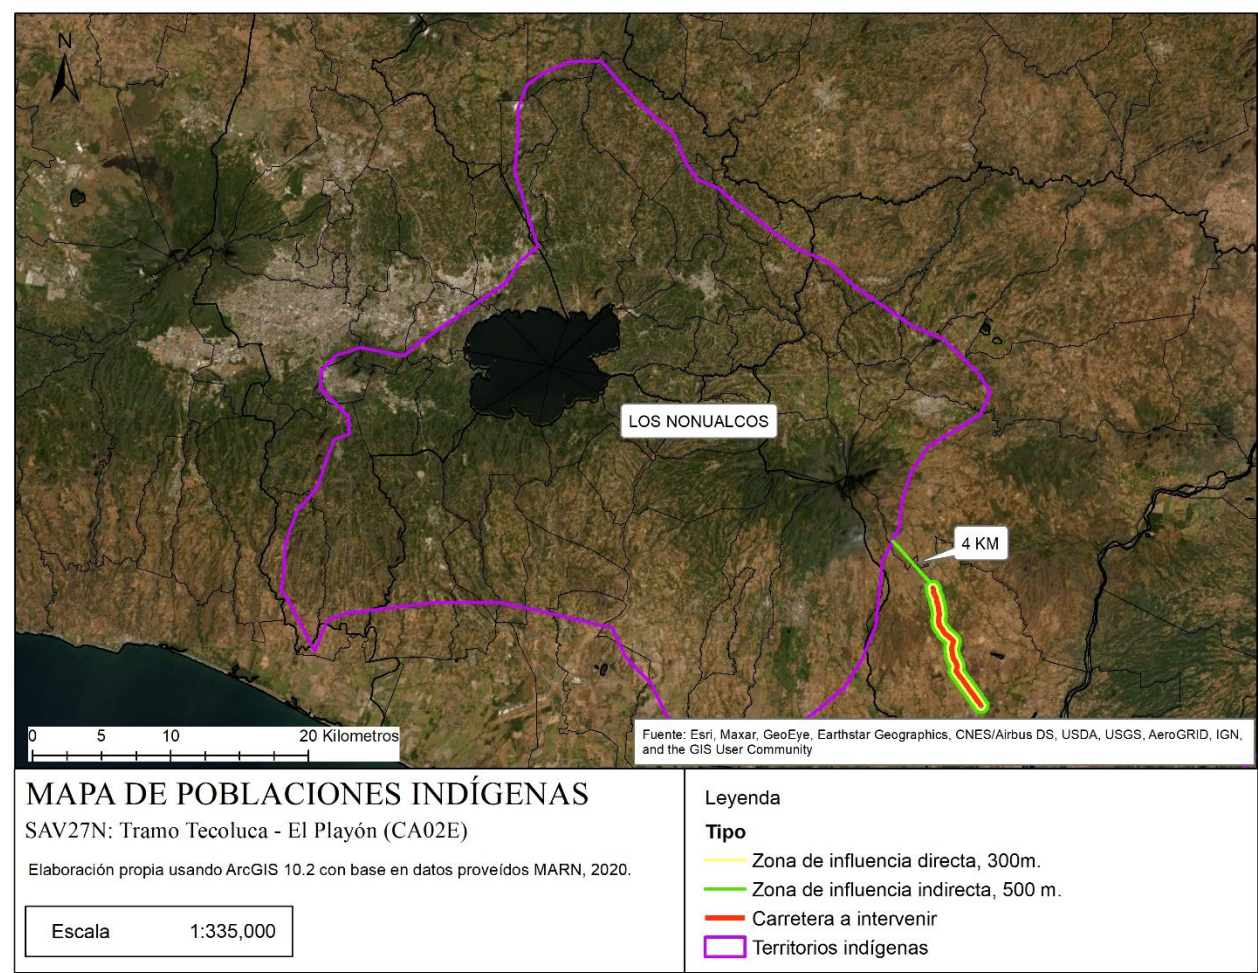 N
LOS NONUALCOS
4 KM
0 5 10 20 Kilometros
Fuente: Esri, Maxar, GeoEye, Earthstar Geographics, CNES/Airbus DS, USDA, USGS, AeroGRID, IGN,
and the GIS User Community
MAPA DE POBLACIONES INDÍGENAS
SAV27N: Tramo Tecoluca - El Playón (CA02E)
Elaboración propia usando ArcGIS 10.2 con base en datos proveídos MARN, 2020.
Escala 1:335,000
Leyenda
Tipo
Zona de influencia directa, 300m.
Zona de influencia indirecta, 500 m.
Carretera a intervenir
Territorios indígenas